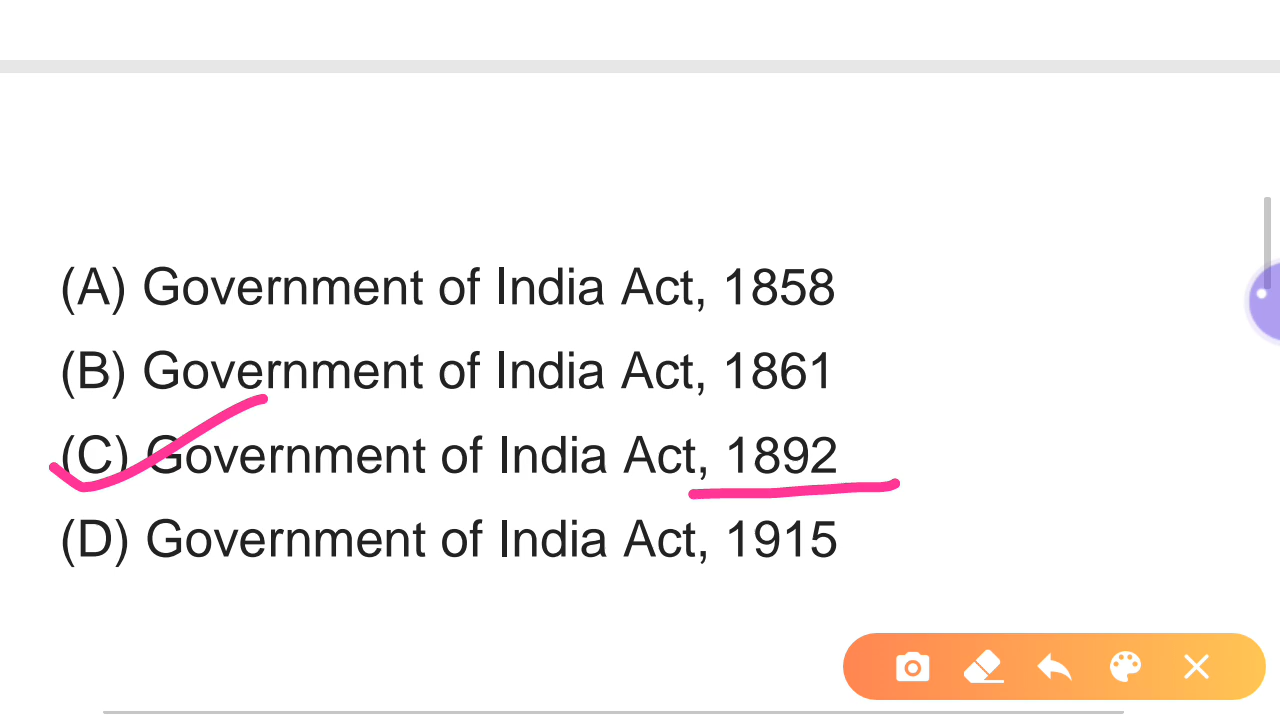 (A) Government of India Act, 1858
(B) Government of India Act, 1861
(C) Government of India Act, 1892
(D) Government of India Act, 1915